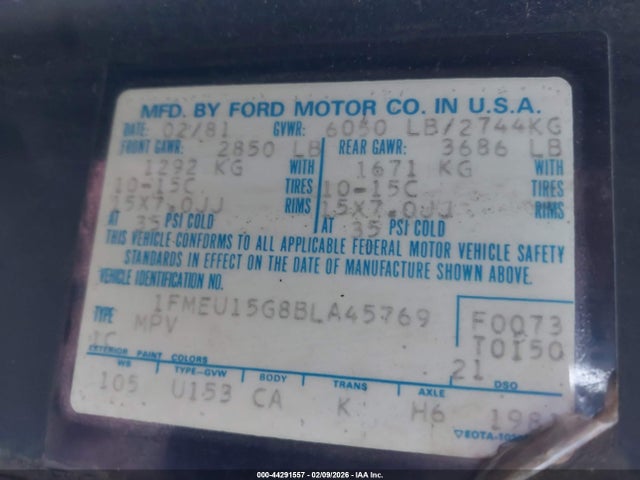 MFD. BY FORD MOTOR CO. IN U.S.A.
DATE: 02/81 GVWR: 6050 LB/2744KG
FRONT GAWR: 2850 LB REAR GAWR: 3686 LB
1292 KG WITH 1671 KG WITH
10-15C TIRES 10-15C TIRES
15X7.0JJ RIMS 15X7.0JJ RIMS
AT 35 PSI COLD AT 35 PSI COLD
THIS VEHICLE CONFORMS TO ALL APPLICABLE FEDERAL MOTOR VEHICLE SAFETY
STANDARDS IN EFFECT ON THE DATE OF MANUFACTURE SHOWN ABOVE.
VEHICLE IDENTIFICATION NO.
1FMEU15G8BLA45769 F0073
TYPE MPV T0150
1C 21
EXTERIOR PAINT COLORS DSO
WB TYPE-GVW BODY TRANS AXLE
105 U153 CA K H6 198
000-44291557 - 02/09/2026 - IAA Inc.